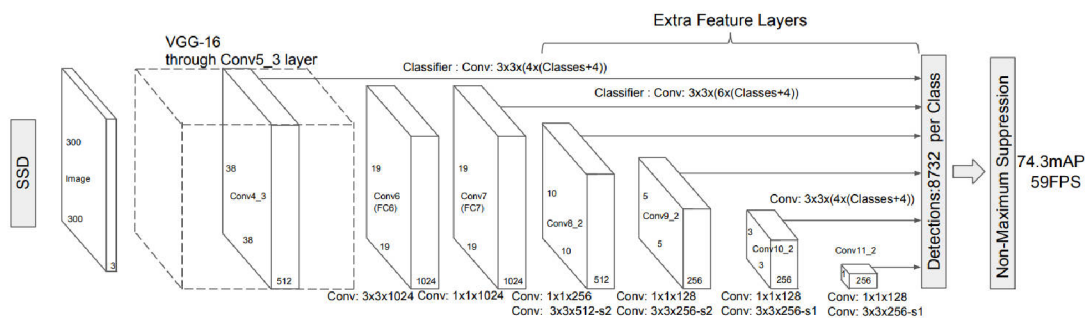 Extra Feature Layers
VGG-16
through Conv5_3 layer
Classifier : Conv: 3x3x(4x(Classes+4))
Classifier : Conv: 3x3x(6x(Classes+4))
SSD
300
Image
300
3
38
Conv4_3
38
512
19
Conv6
(FC6)
19
1024
19
Conv7
(FC7)
19
1024
10
Conv8_2
10
512
5
Conv9_2
5
256
Conv: 3x3x(4x(Classes+4))
3
Conv10_2
3
256
Conv11_2
1
256
Detections:8732 per Class
Non-Maximum Suppression
74.3mAP
59FPS
Conv: 3x3x1024
Conv: 1x1x1024
Conv: 1x1x256
Conv: 3x3x512-s2
Conv: 1x1x128
Conv: 3x3x256-s2
Conv: 1x1x128
Conv: 3x3x256-s1
Conv: 1x1x128
Conv: 3x3x256-s1